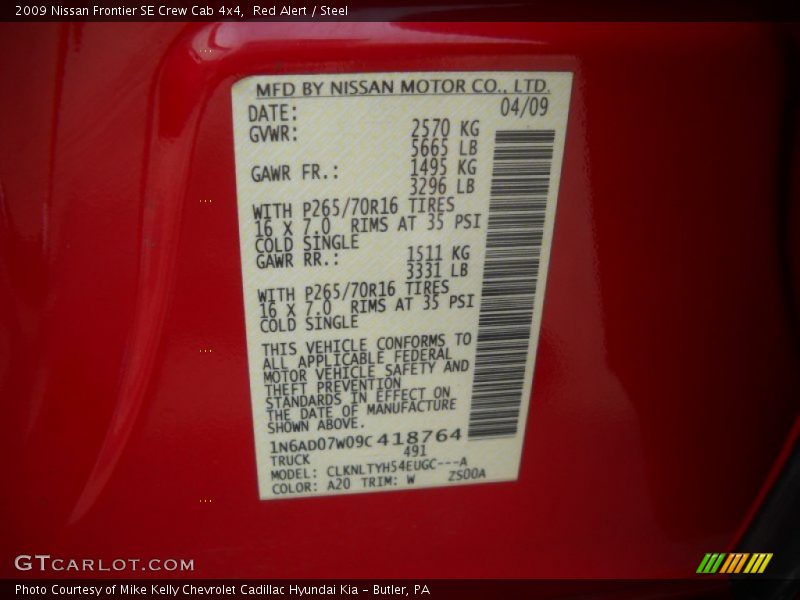 2009 Nissan Frontier SE Crew Cab 4x4,  Red Alert / Steel
MFD BY NISSAN MOTOR CO., LTD.
DATE: 04/09
GVWR: 2570 KG
5665 LB
GAWR FR.: 1495 KG
3296 LB
WITH P265/70R16 TIRES
16 X 7.0 RIMS AT 35 PSI
COLD SINGLE
GAWR RR.: 1511 KG
3331 LB
WITH P265/70R16 TIRES
16 X 7.0 RIMS AT 35 PSI
COLD SINGLE
THIS VEHICLE CONFORMS TO
ALL APPLICABLE FEDERAL
MOTOR VEHICLE SAFETY AND
THEFT PREVENTION
STANDARDS IN EFFECT ON
THE DATE OF MANUFACTURE
SHOWN ABOVE.
1N6AD07W09C418764
TRUCK 491
MODEL: CLKNLTYH54EUGC---A
COLOR: A20 TRIM: W ZS00A
GTCARLOT.COM
Photo Courtesy of Mike Kelly Chevrolet Cadillac Hyundai Kia - Butler, PA